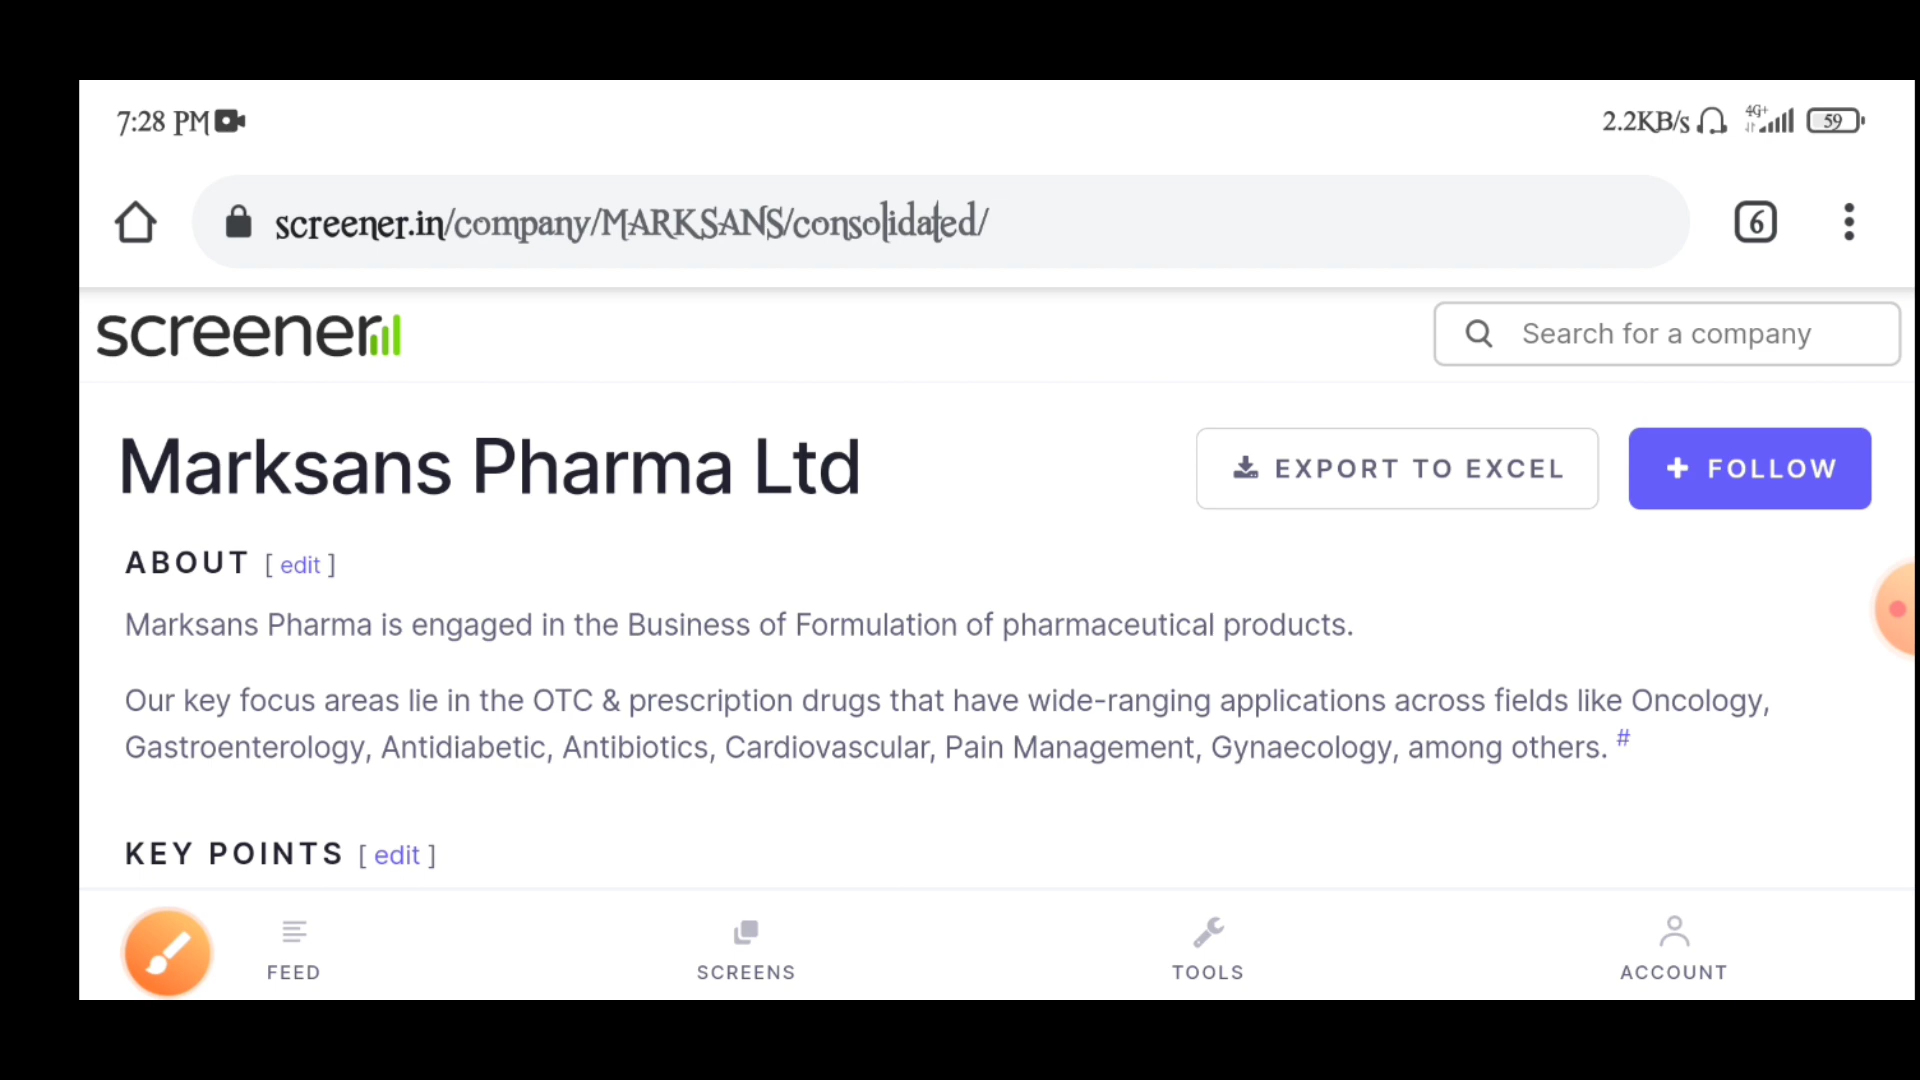 7:28 PM
2.2KB/s 4G+ 59
screener.in/company/MARKSANS/consolidated/
6
screener
Search for a company
Marksans Pharma Ltd
EXPORT TO EXCEL
+ FOLLOW
ABOUT [ edit ]
Marksans Pharma is engaged in the Business of Formulation of pharmaceutical products.
Our key focus areas lie in the OTC & prescription drugs that have wide-ranging applications across fields like Oncology,
Gastroenterology, Antidiabetic, Antibiotics, Cardiovascular, Pain Management, Gynaecology, among others. #
KEY POINTS [ edit ]
FEED
SCREENS
TOOLS
ACCOUNT